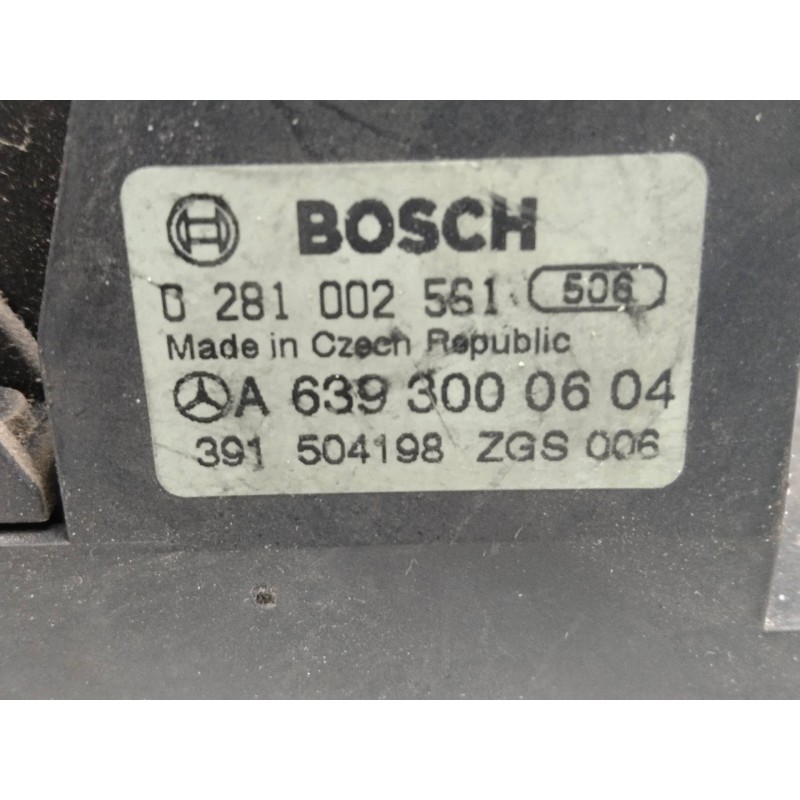 BOSCH
0 281 002 561 506
Made in Czech Republic
A 639 300 06 04
391 504198 ZGS 006